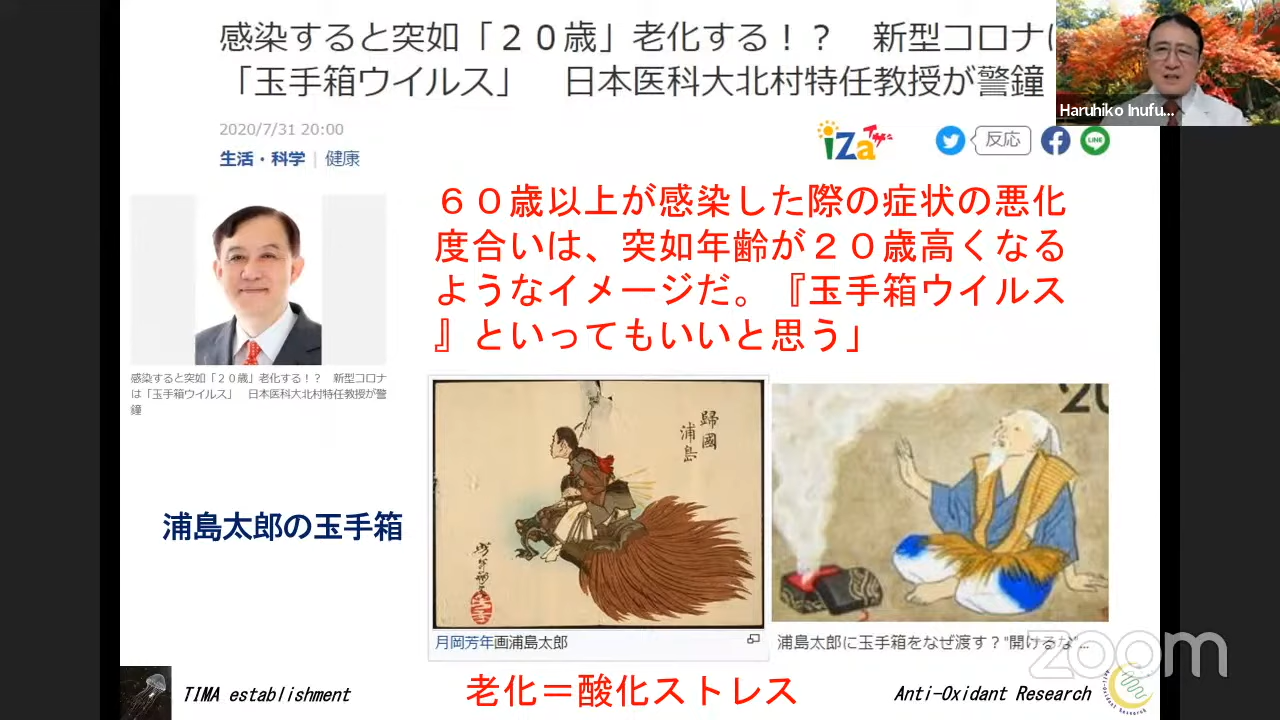 感染すると突如「２０歳」老化する！？　新型コロナ
「玉手箱ウイルス」　日本医科大北村特任教授が警鐘
Haruhiko Inufu...
2020/7/31 20:00
生活・科学 | 健康
iza イザ!
反応
LINE
６０歳以上が感染した際の症状の悪化
度合いは、突如年齢が２０歳高くなる
ようなイメージだ。『玉手箱ウイルス
』といってもいいと思う」
感染すると突如「２０歳」老化する！？　新型コロナ
は「玉手箱ウイルス」　日本医科大北村特任教授が警
鐘
歸國
浦島
20
浦島太郎の玉手箱
月岡芳年画浦島太郎
浦島太郎に玉手箱をなぜ渡す？"開けるな"...
zoom
TIMA establishment
老化＝酸化ストレス
Anti-Oxidant Research